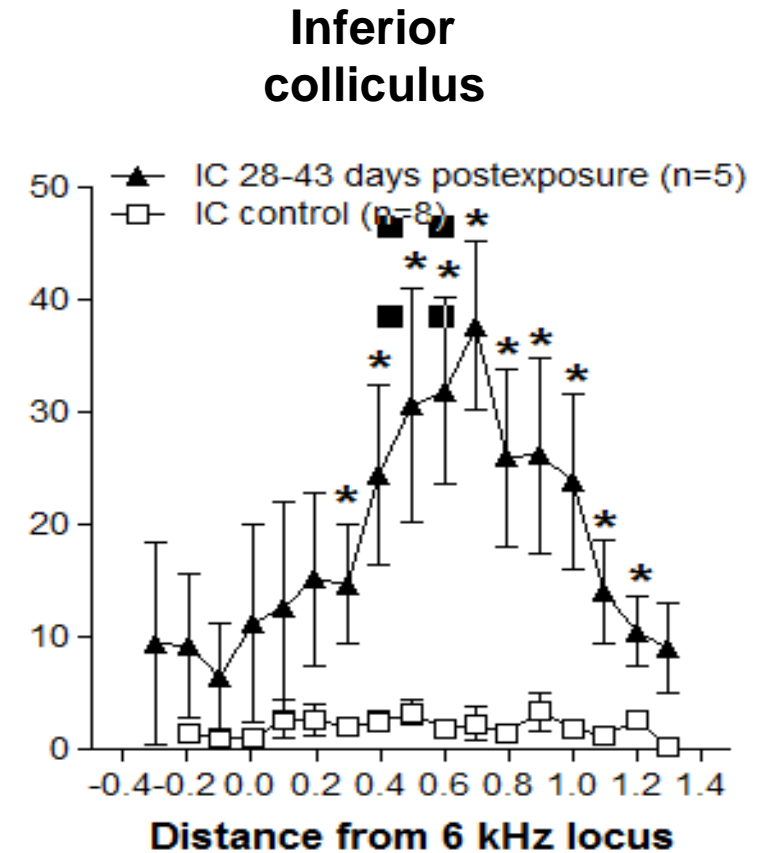 Inferior
colliculus
IC 28-43 days postexposure (n=5)
IC control (n=8)
50
40
30
20
10
0
* * * * * * * * * *
-0.4 -0.2 0.0 0.2 0.4 0.6 0.8 1.0 1.2 1.4
Distance from 6 kHz locus